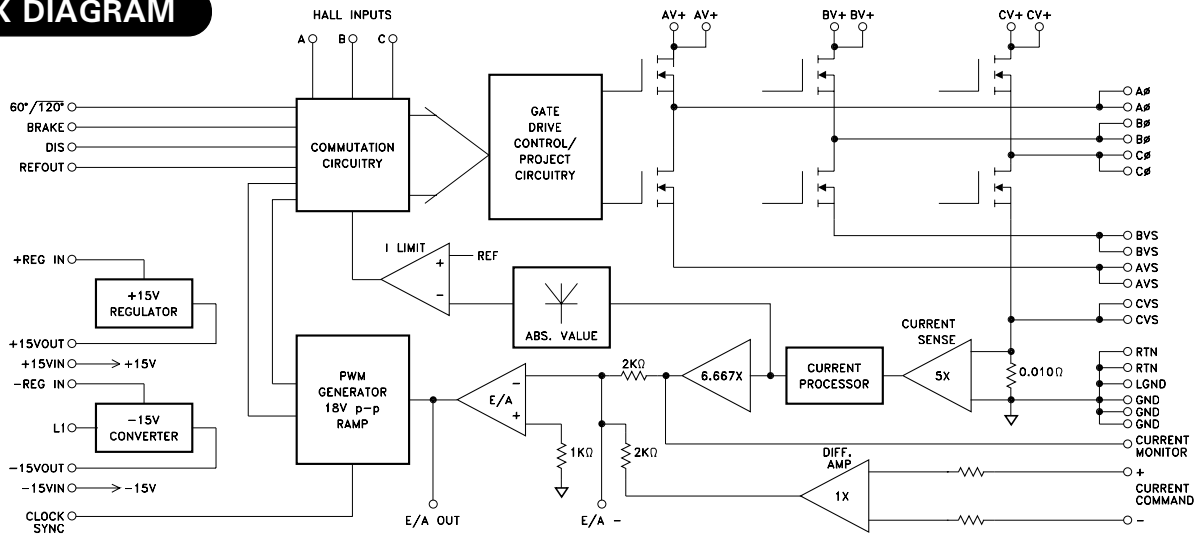 K DIAGRAM
HALL INPUTS
A B C
AV+ AV+
BV+ BV+
CV+ CV+
60°/120°
BRAKE
DIS
REFOUT
COMMUTATION
CIRCUITRY
GATE
DRIVE
CONTROL/
PROJECT
CIRCUITRY
AØ
AØ
BØ
BØ
CØ
CØ
BVS
BVS
AVS
AVS
CVS
CVS
+REG IN
+15V
REGULATOR
+15VOUT
+15VIN +15V
-REG IN
L1
-15V
CONVERTER
-15VOUT
-15VIN -15V
CLOCK
SYNC
I LIMIT
+
-
REF
ABS. VALUE
PWM
GENERATOR
18V p-p
RAMP
E/A
-
+
2KΩ
6.667X
CURRENT
PROCESSOR
CURRENT
SENSE
5X
0.010Ω
RTN
RTN
LGND
GND
GND
GND
CURRENT
MONITOR
1KΩ
2KΩ
E/A OUT
E/A -
DIFF.
AMP
1X
+
CURRENT
COMMAND
-